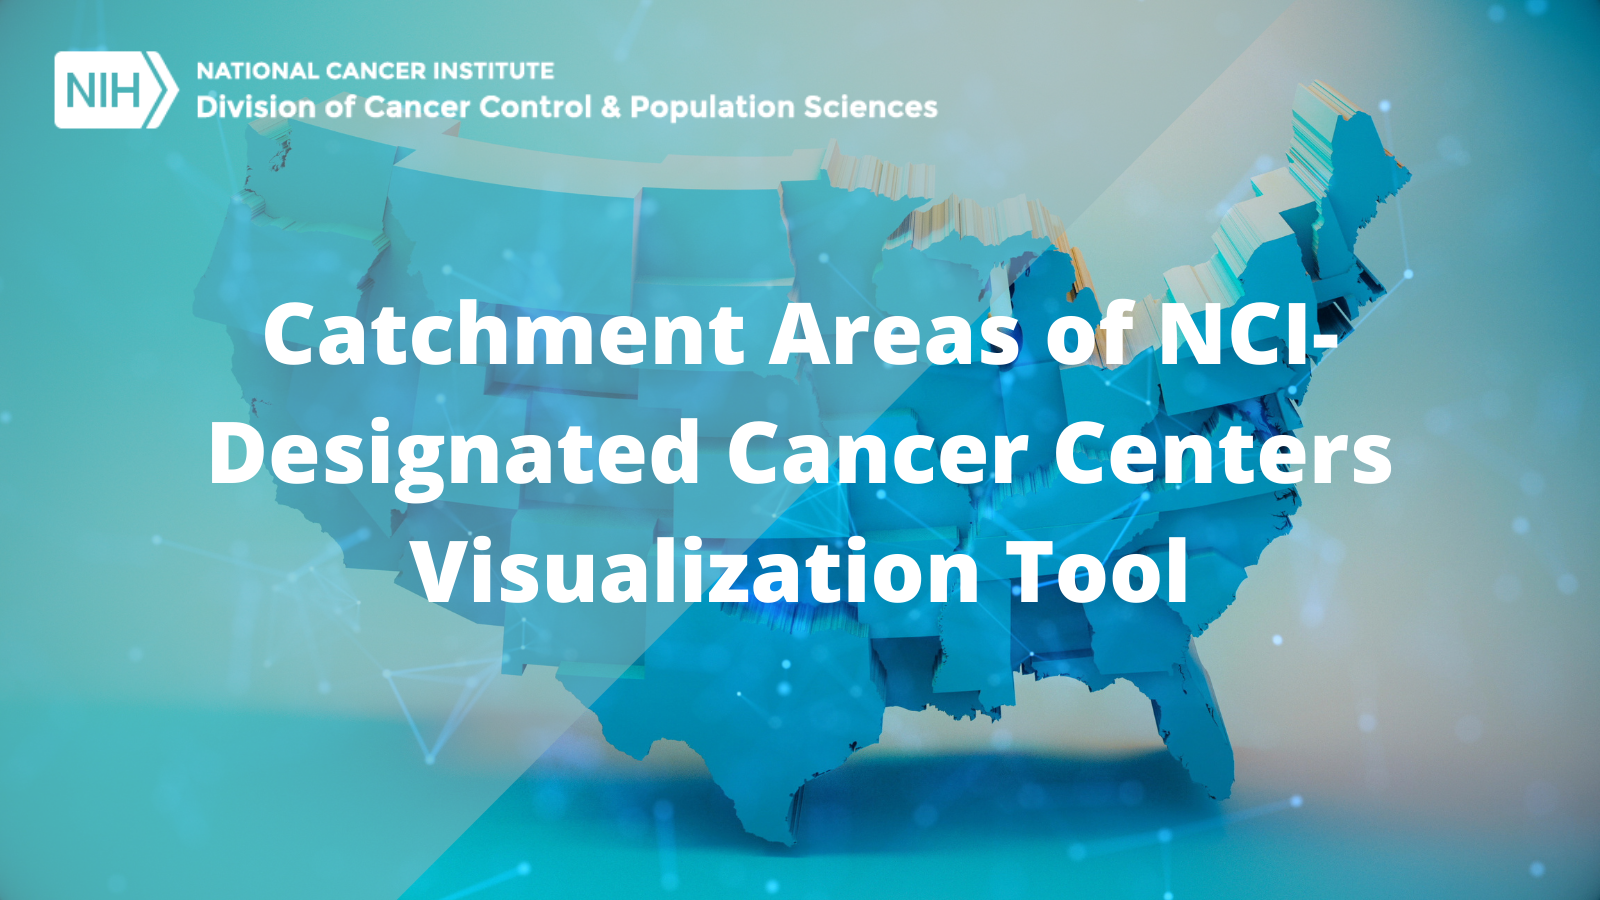 NIH
NATIONAL CANCER INSTITUTE
Division of Cancer Control & Population Sciences
Catchment Areas of NCI-
Designated Cancer Centers
Visualization Tool